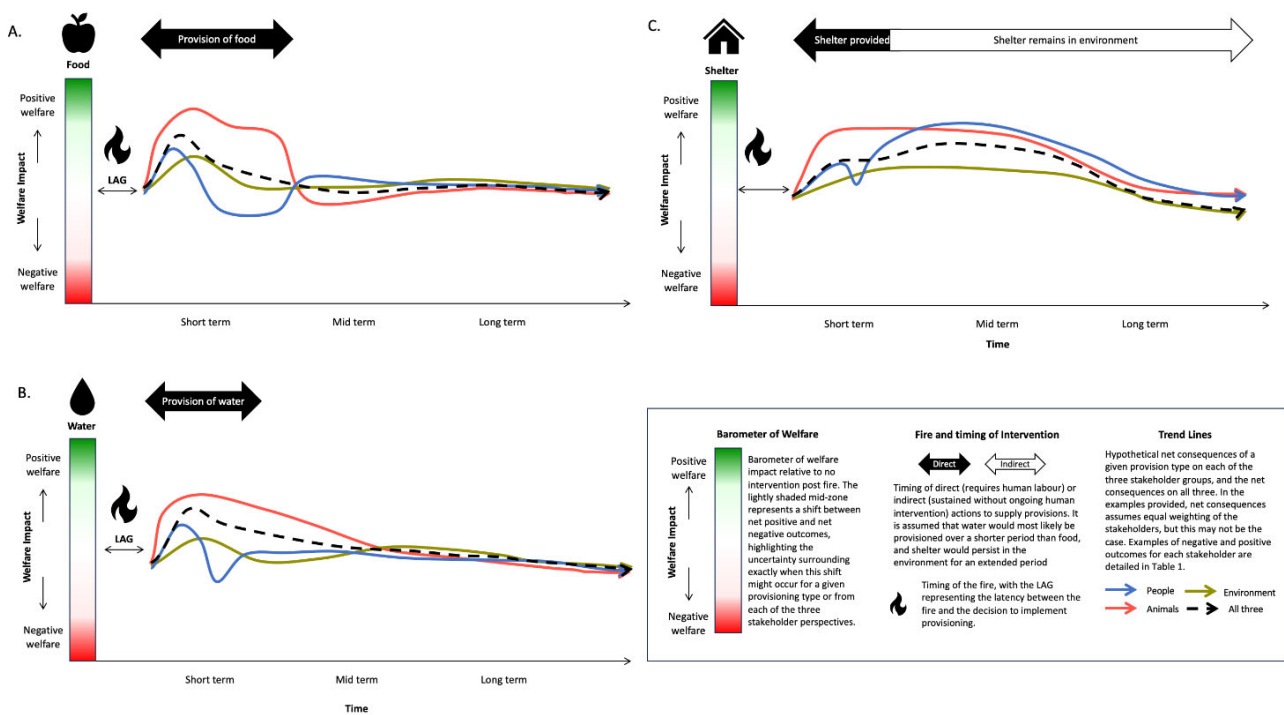 A.
Food
Provision of food
Positive
welfare
Welfare Impact
LAG
Negative
welfare
Short term
Mid term
Long term
B.
Water
Provision of water
Positive
welfare
Welfare Impact
LAG
Negative
welfare
Short term
Mid term
Long term
Time
C.
Shelter
Shelter provided
Shelter remains in environment
Positive
welfare
Welfare Impact
Negative
welfare
Short term
Mid term
Long term
Time
Barometer of Welfare
Positive
welfare
Welfare Impact
Negative
welfare
Barometer of welfare
impact relative to no
intervention post fire. The
lightly shaded mid-zone
represents a shift between
net positive and net
negative outcomes,
highlighting the
uncertainty surrounding
exactly when this shift
might occur for a given
provisioning type or from
each of the three
stakeholder perspectives.
Fire and timing of Intervention
Direct
Indirect
Timing of direct (requires human labour) or
indirect (sustained without ongoing human
intervention) actions to supply provisions. It
is assumed that water would most likely be
provisioned over a shorter period than food,
and shelter would persist in the
environment for an extended period
Timing of the fire, with the LAG
representing the latency between
the fire and the decision to implement
provisioning.
Trend Lines
Hypothetical net consequences of a
given provision type on each of the
three stakeholder groups, and the net
consequences on all three. In the
examples provided, net consequences
assumes equal weighting of the
stakeholders, but this may not be the
case. Examples of negative and positive
outcomes for each stakeholder are
detailed in Table 1.
People
Environment
Animals
All three